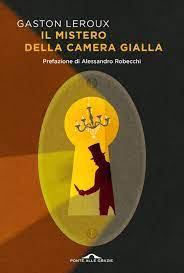 GASTON LEROUX
IL MISTERO
DELLA CAMERA GIALLA
Prefazione di Alessandro Robecchi
PONTE ALLE GRAZIE